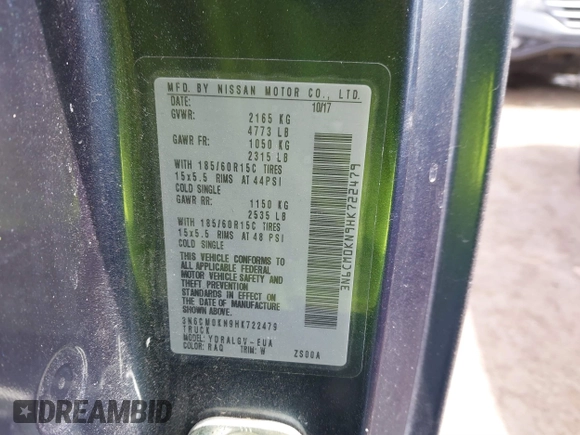 MFD. BY NISSAN MOTOR CO., LTD.
DATE: 10/17
GVWR: 2165 KG
4773 LB
GAWR FR: 1050 KG
2315 LB
WITH 185/60R15C TIRES
15x5.5 RIMS AT 44PSI
COLD SINGLE
GAWR RR: 1150 KG
2535 LB
WITH 185/60R15C TIRES
15x5.5 RIMS AT 48 PSI
COLD SINGLE
THIS VEHICLE CONFORMS TO
ALL APPLICABLE FEDERAL
MOTOR VEHICLE SAFETY AND
THEFT PREVENTION
STANDARDS IN EFFECT ON
THE DATE OF MANUFACTURE
SHOWN ABOVE.
3N6CM0KN9HK722479
TRUCK
MODEL: YDRALGV-EUA
COLOR: RAQ TRIM: W ZS00A
3N6CM0KN9HK722479
DREAMBID